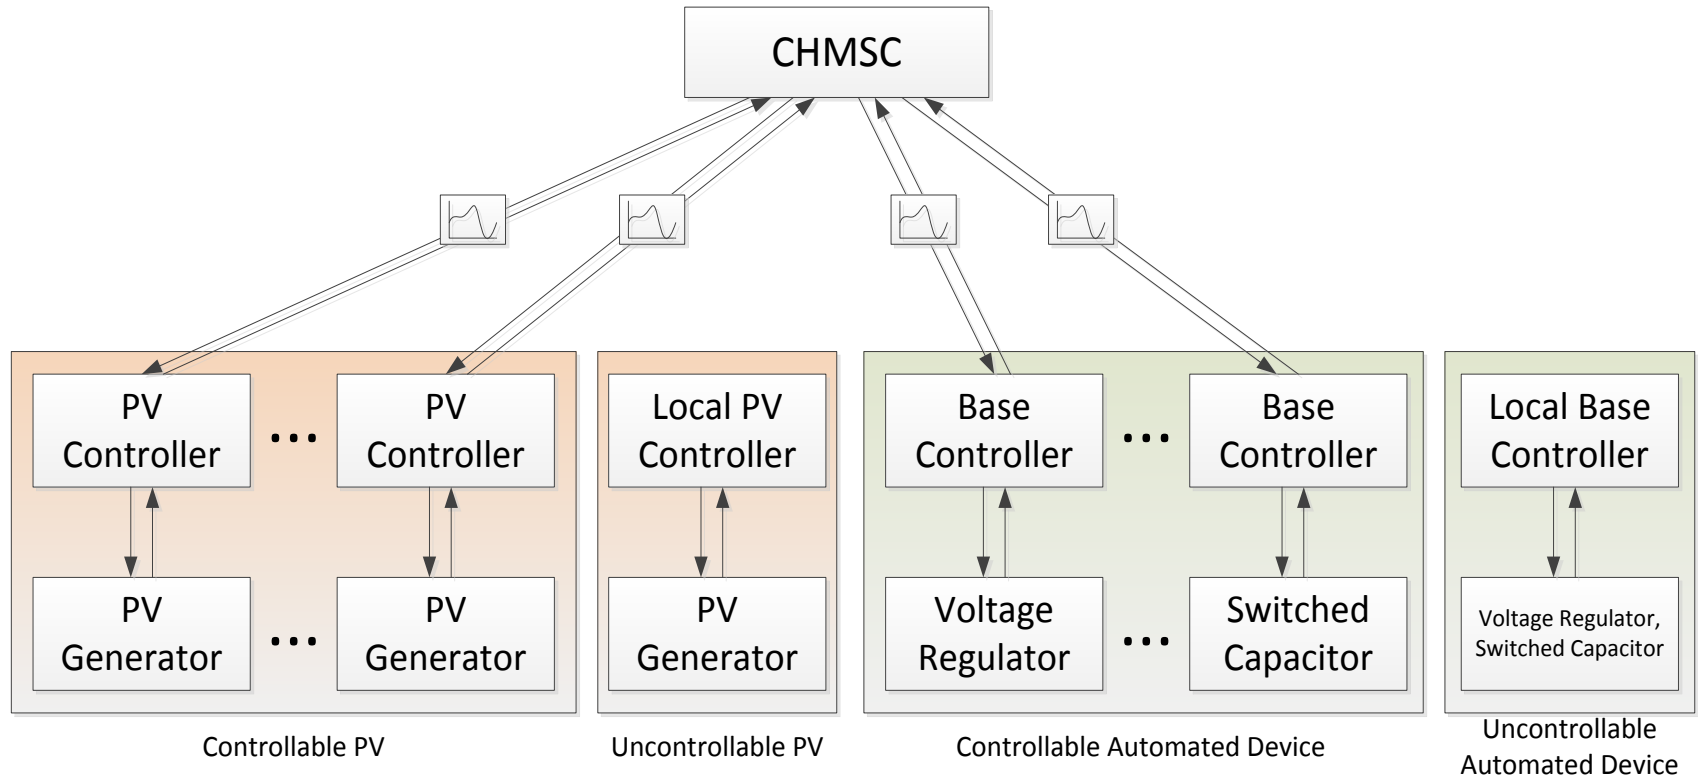 CHMSC
PV
Controller
...
PV
Controller
Local PV
Controller
Base
Controller
...
Base
Controller
Local Base
Controller
PV
Generator
...
PV
Generator
PV
Generator
Voltage
Regulator
...
Switched
Capacitor
Voltage Regulator,
Switched Capacitor
Controllable PV
Uncontrollable PV
Controllable Automated Device
Uncontrollable
Automated Device